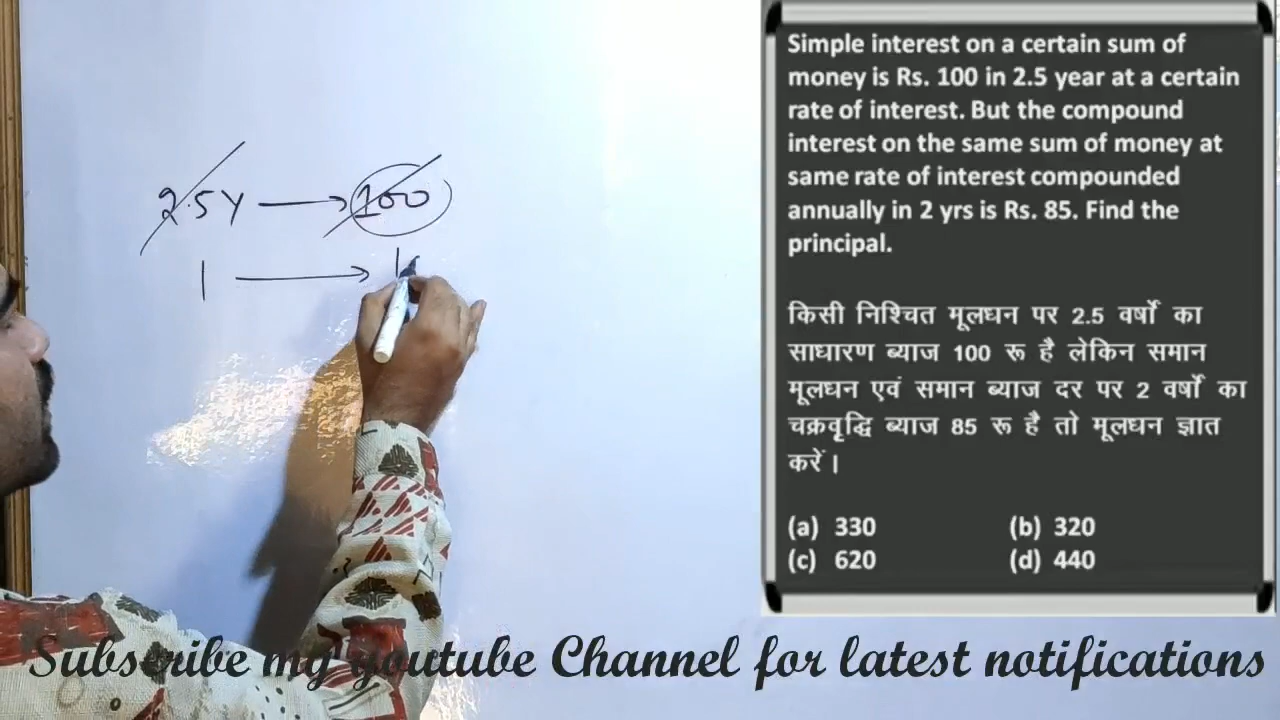 2.5Y → 100
1 →
Simple interest on a certain sum of
money is Rs. 100 in 2.5 year at a certain
rate of interest. But the compound
interest on the same sum of money at
same rate of interest compounded
annually in 2 yrs is Rs. 85. Find the
principal.
किसी निश्चित मूलधन पर 2.5 वर्षों का
साधारण ब्याज 100 रू है लेकिन समान
मूलधन एवं समान ब्याज दर पर 2 वर्षों का
चक्रवृद्धि ब्याज 85 रू है तो मूलधन ज्ञात
करें।
(a) 330 (b) 320
(c) 620 (d) 440
Subscribe my youtube Channel for latest notifications